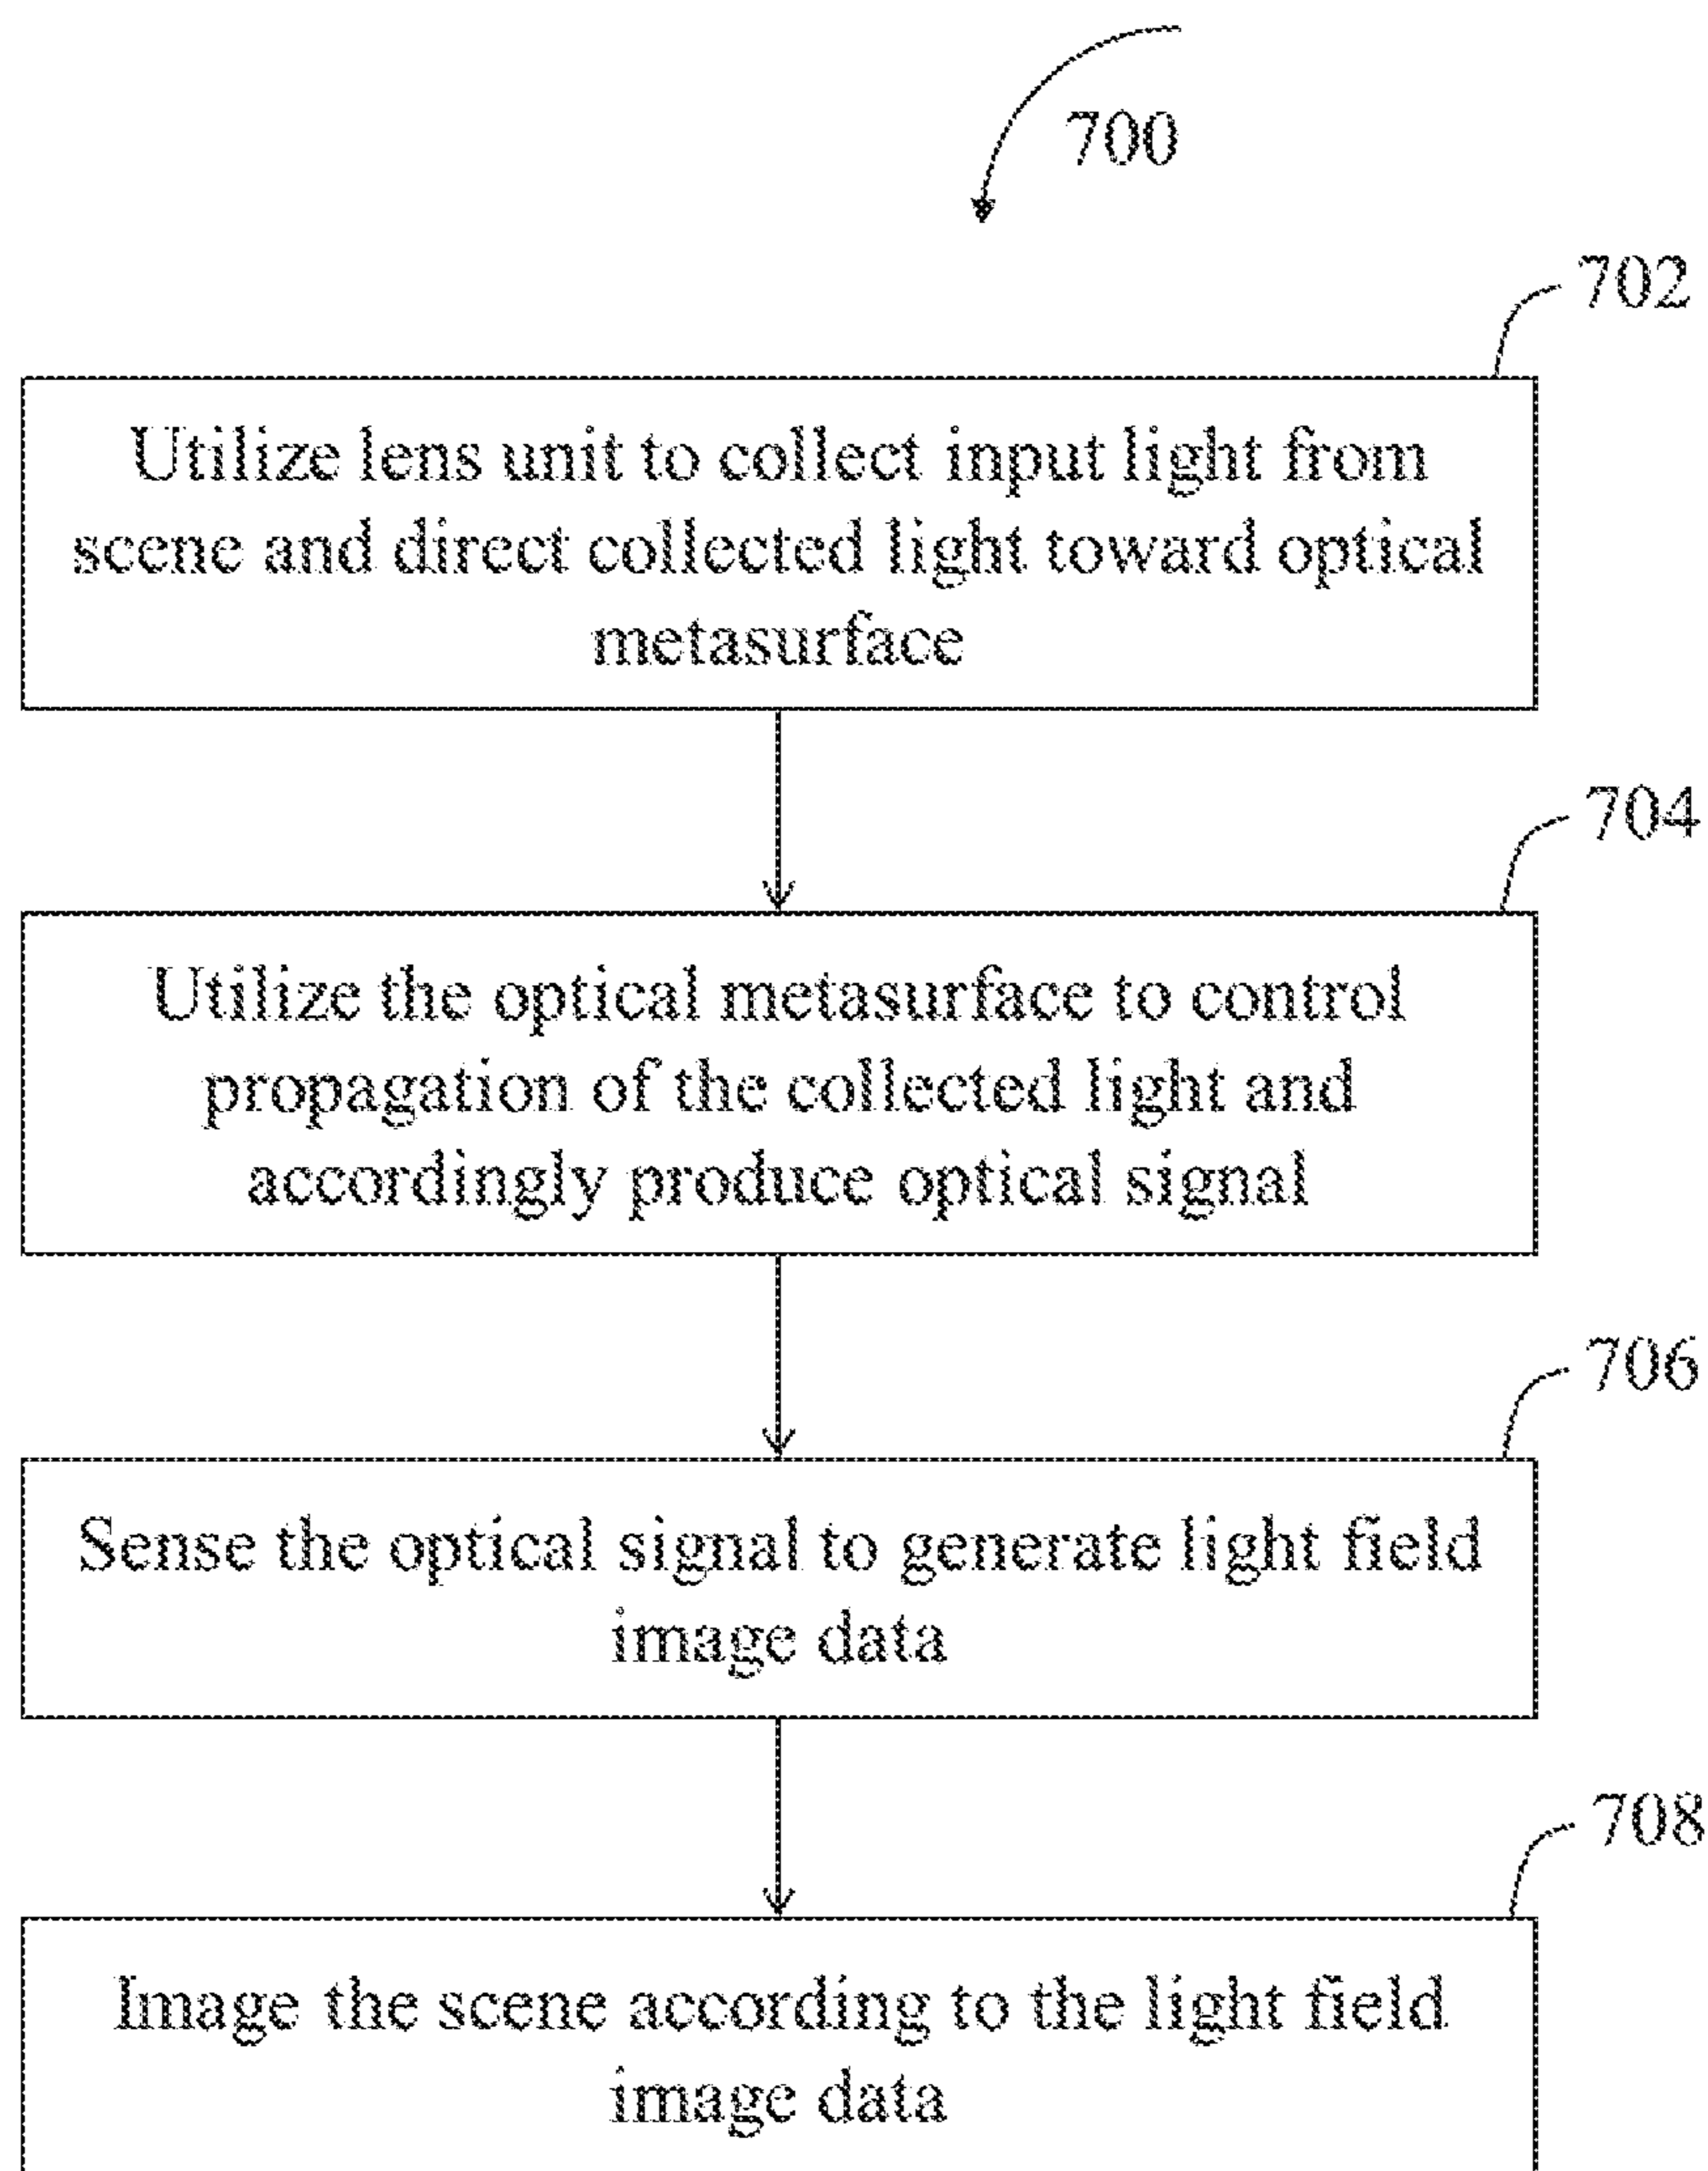 700
702
Utilize lens unit to collect input light from
scene and direct collected light toward optical
metasurface
704
Utilize the optical metasurface to control
propagation of the collected light and
accordingly produce optical signal
706
Sense the optical signal to generate light field
image data
708
Image the scene according to the light field
image data